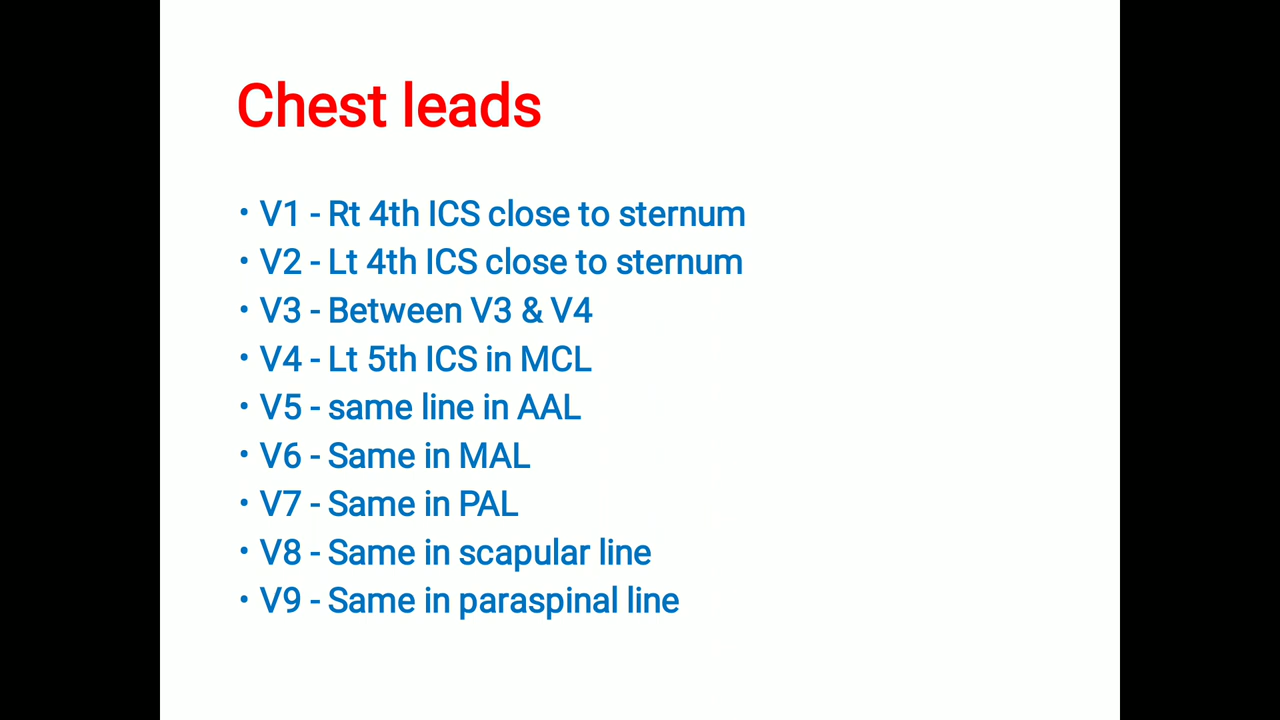 Chest leads
• V1 - Rt 4th ICS close to sternum
• V2 - Lt 4th ICS close to sternum
• V3 - Between V3 & V4
• V4 - Lt 5th ICS in MCL
• V5 - same line in AAL
• V6 - Same in MAL
• V7 - Same in PAL
• V8 - Same in scapular line
• V9 - Same in paraspinal line